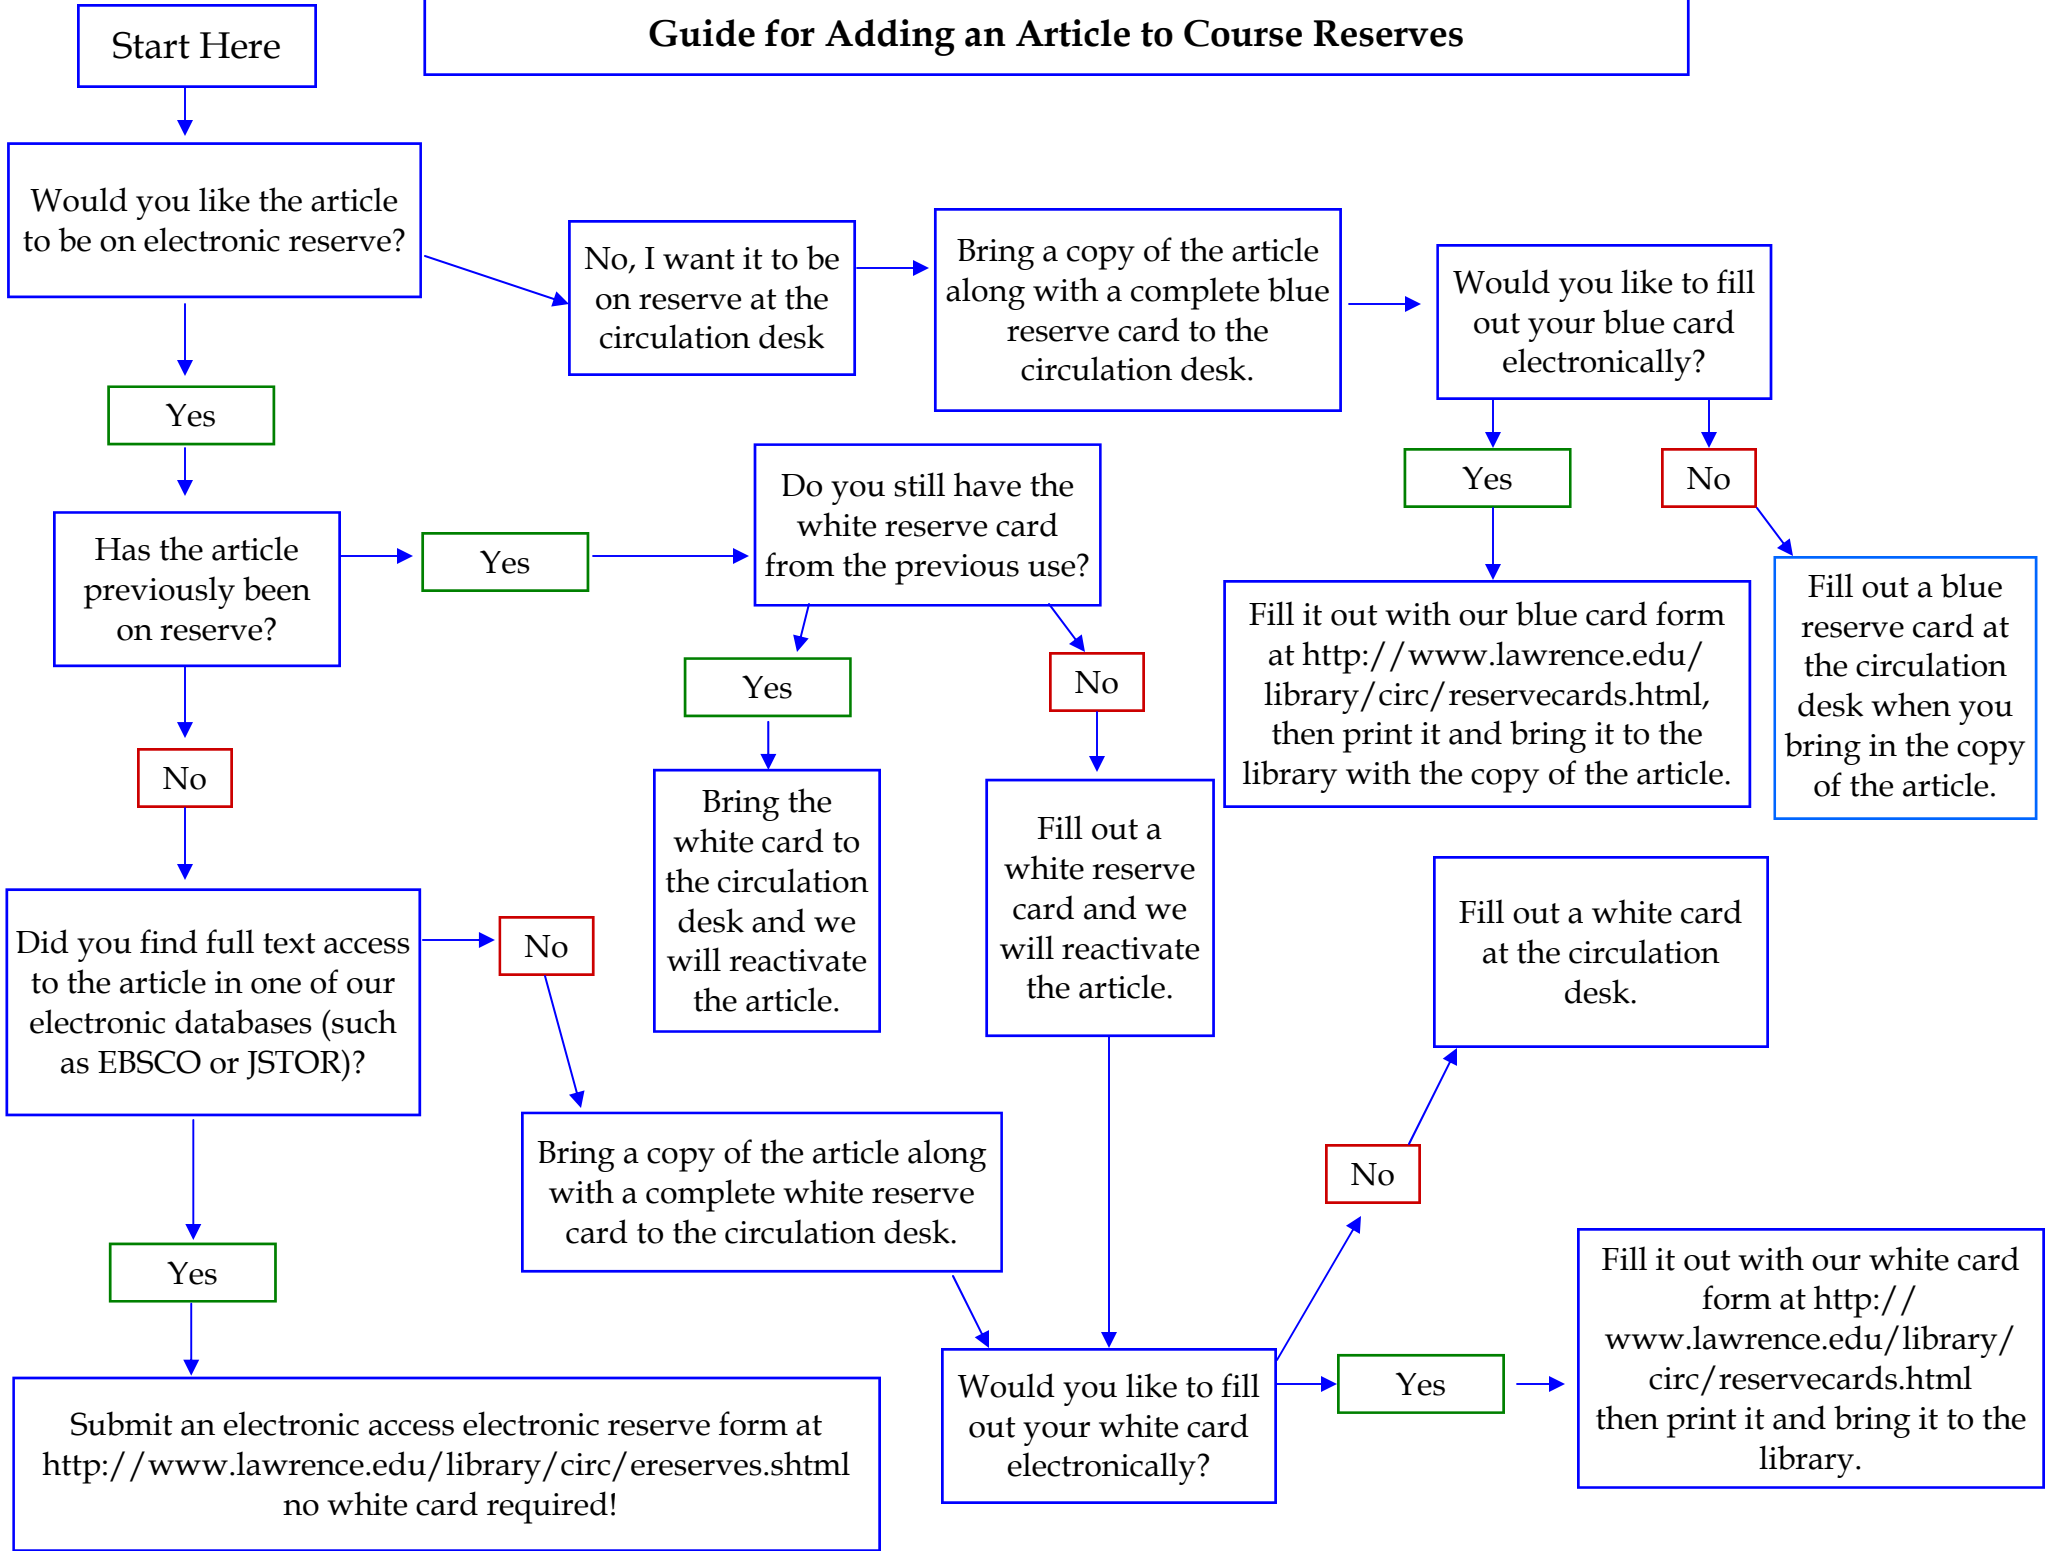 Guide for Adding an Article to Course Reserves
Start Here
Would you like the article
to be on electronic reserve?
No, I want it to be
on reserve at the
circulation desk
Bring a copy of the article
along with a complete blue
reserve card to the
circulation desk.
Would you like to fill
out your blue card
electronically?
Yes
No
Fill it out with our blue card form
at http://www.lawrence.edu/
library/circ/reservecards.html,
then print it and bring it to the
library with the copy of the article.
Fill out a blue
reserve card at
the circulation
desk when you
bring in the copy
of the article.
Yes
Has the article
previously been
on reserve?
Yes
Do you still have the
white reserve card
from the previous use?
Yes
No
Bring the
white card to
the circulation
desk and we
will reactivate
the article.
Fill out a
white reserve
card and we
will reactivate
the article.
No
Did you find full text access
to the article in one of our
electronic databases (such
as EBSCO or JSTOR)?
No
Bring a copy of the article along
with a complete white reserve
card to the circulation desk.
Yes
Submit an electronic access electronic reserve form at
http://www.lawrence.edu/library/circ/ereserves.shtml
no white card required!
Would you like to fill
out your white card
electronically?
No
Fill out a white card
at the circulation
desk.
Yes
Fill it out with our white card
form at http://
www.lawrence.edu/library/
circ/reservecards.html
then print it and bring it to the
library.